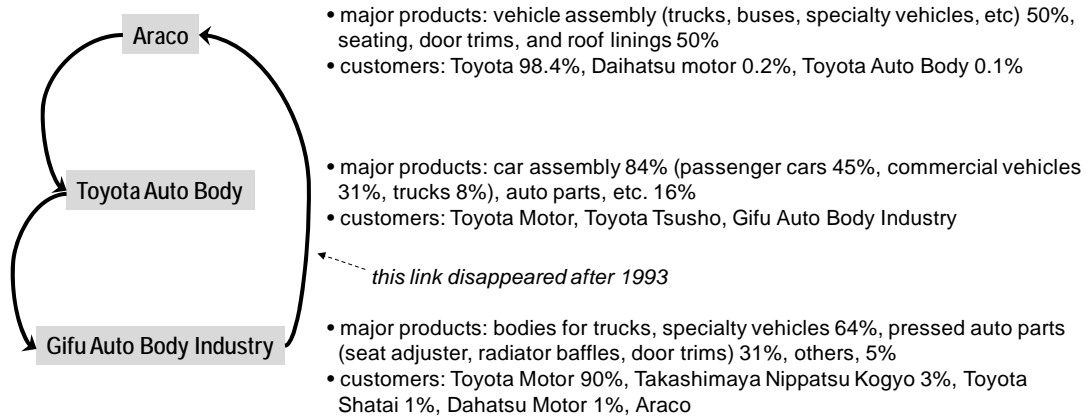 Araco
• major products: vehicle assembly (trucks, buses, specialty vehicles, etc) 50%,
seating, door trims, and roof linings 50%
• customers: Toyota 98.4%, Daihatsu motor 0.2%, Toyota Auto Body 0.1%
Toyota Auto Body
• major products: car assembly 84% (passenger cars 45%, commercial vehicles
31%, trucks 8%), auto parts, etc. 16%
• customers: Toyota Motor, Toyota Tsusho, Gifu Auto Body Industry
this link disappeared after 1993
Gifu Auto Body Industry
• major products: bodies for trucks, specialty vehicles 64%, pressed auto parts
(seat adjuster, radiator baffles, door trims) 31%, others, 5%
• customers: Toyota Motor 90%, Takashimaya Nippatsu Kogyo 3%, Toyota
Shatai 1%, Dahatsu Motor 1%, Araco